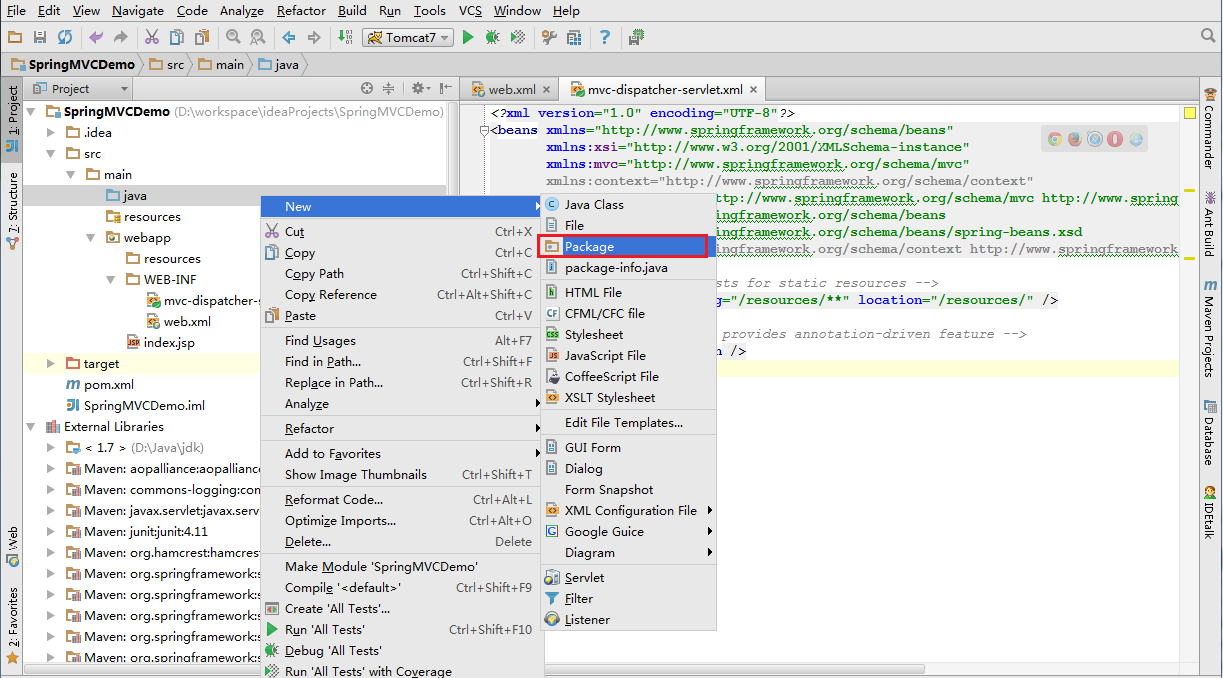 File Edit View Navigate Code Analyze Refactor Build Run Tools VCS Window Help
Tomcat7
SpringMVCDemo src main java
1: Project
7: Structure
Web
2: Favorites
Project
SpringMVCDemo (D:\workspace\ideaProjects\SpringMVCDemo)
.idea
src
main
java
resources
webapp
resources
WEB-INF
mvc-dispatcher-s
web.xml
index.jsp
target
pom.xml
SpringMVCDemo.iml
External Libraries
< 1.7 > (D:\Java\jdk)
Maven: aopalliance:aopalliance
Maven: commons-logging:com
Maven: javax.servlet:javax.serv
Maven: junit:junit:4.11
Maven: org.hamcrest:hamcrest
Maven: org.springframework:s
Maven: org.springframework:s
Maven: org.springframework:s
Maven: org.springframework:s
Maven: org.springframework:s
New
Cut Ctrl+X
Copy Ctrl+C
Copy Path Ctrl+Shift+C
Copy Reference Ctrl+Alt+Shift+C
Paste Ctrl+V
Find Usages Alt+F7
Find in Path... Ctrl+Shift+F
Replace in Path... Ctrl+Shift+R
Analyze
Refactor
Add to Favorites
Show Image Thumbnails Ctrl+Shift+T
Reformat Code... Ctrl+Alt+L
Optimize Imports... Ctrl+Alt+O
Delete... Delete
Make Module 'SpringMVCDemo'
Compile '<default>' Ctrl+Shift+F9
Create 'All Tests'...
Run 'All Tests' Ctrl+Shift+F10
Debug 'All Tests'
Run 'All Tests' with Coverage
Java Class
File
Package
package-info.java
HTML File
CFML/CFC file
Stylesheet
JavaScript File
CoffeeScript File
XSLT Stylesheet
Edit File Templates...
GUI Form
Dialog
Form Snapshot
XML Configuration File
Google Guice
Diagram
Servlet
Filter
Listener
web.xml mvc-dispatcher-servlet.xml
<?xml version="1.0" encoding="UTF-8"?>
<beans xmlns="http://www.springframework.org/schema/beans"
xmlns:xsi="http://www.w3.org/2001/XMLSchema-instance"
xmlns:mvc="http://www.springframework.org/schema/mvc"
xmlns:context="http://www.springframework.org/schema/context"
http://www.springframework.org/schema/mvc http://www.spring
springframework.org/schema/beans
springframework.org/schema/beans/spring-beans.xsd
springframework.org/schema/context http://www.springframework
sts for static resources -->
g="/resources/**" location="/resources/" />
provides annotation-driven feature -->
n />
Commander
Ant Build
Maven Projects
Database
IDEtalk